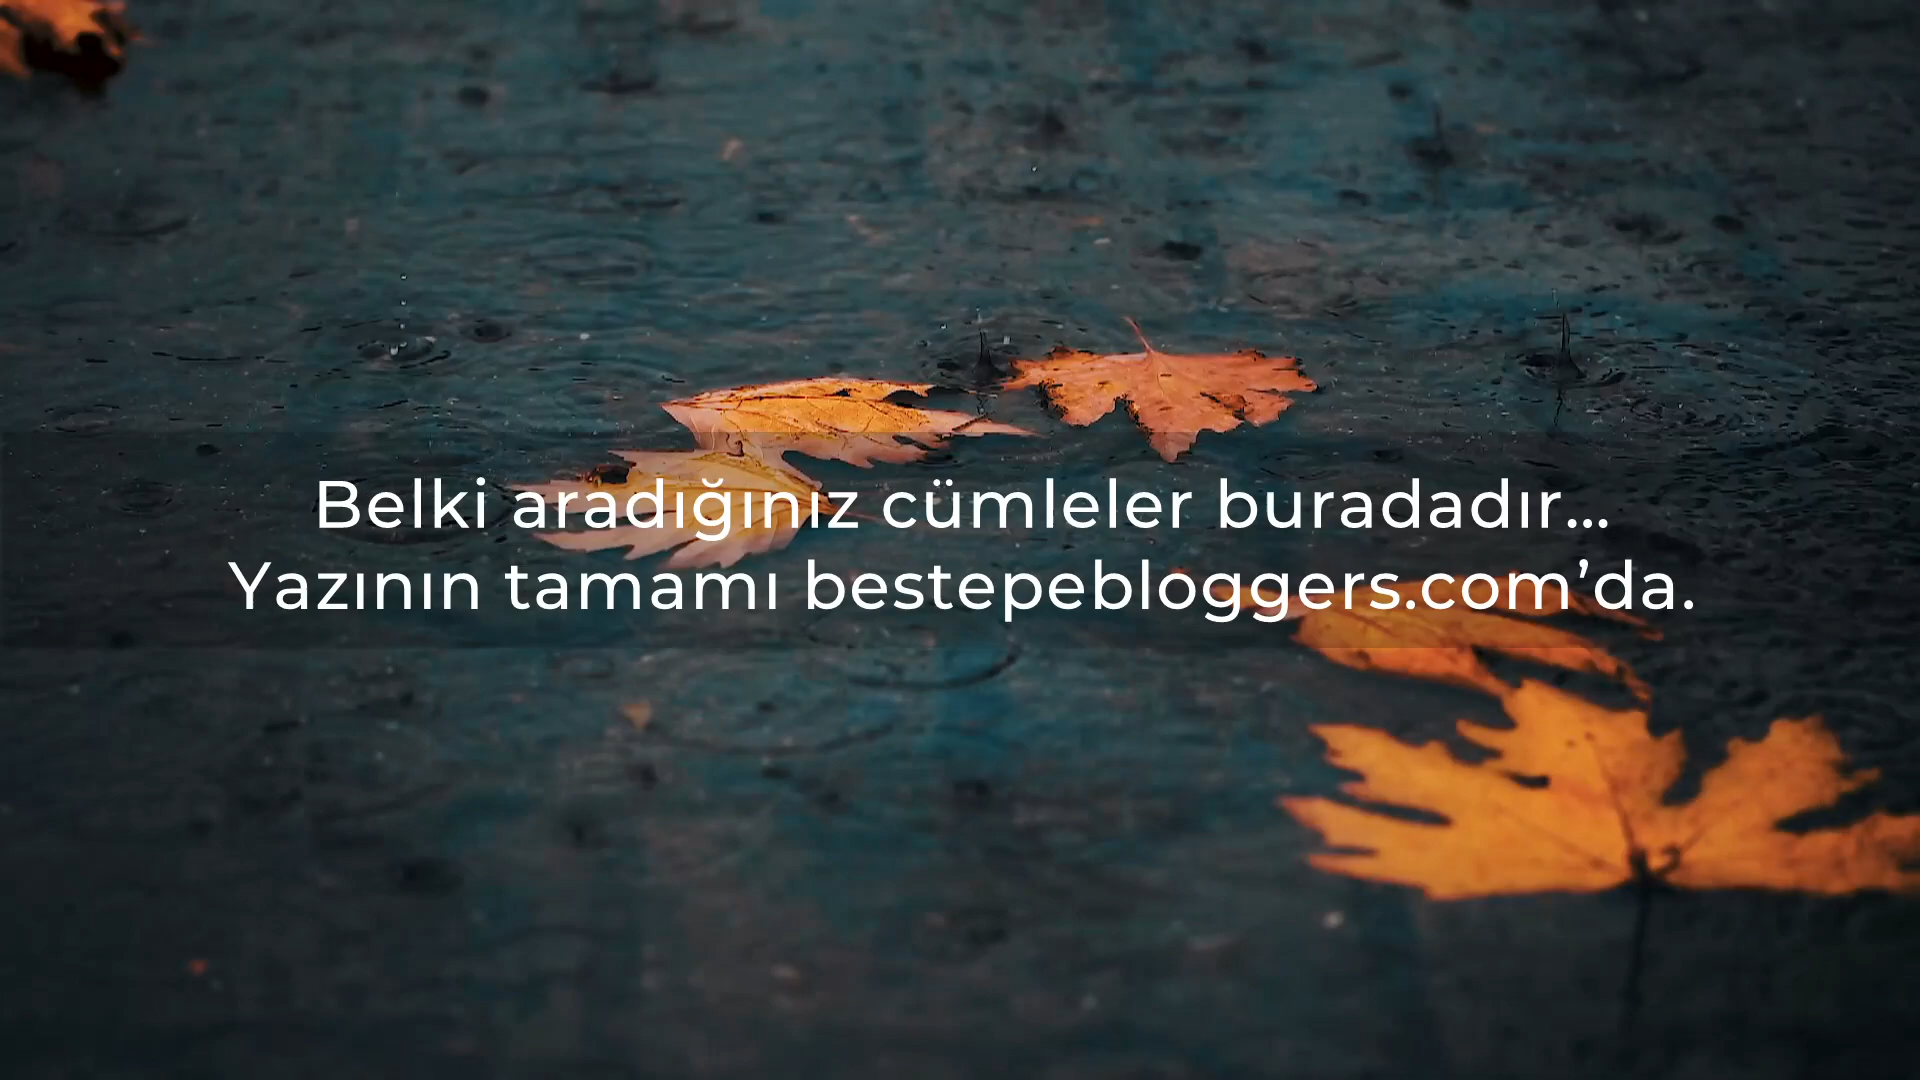 Belki aradığınız cümleler buradadır...
Yazının tamamı bestepebloggers.com’da.